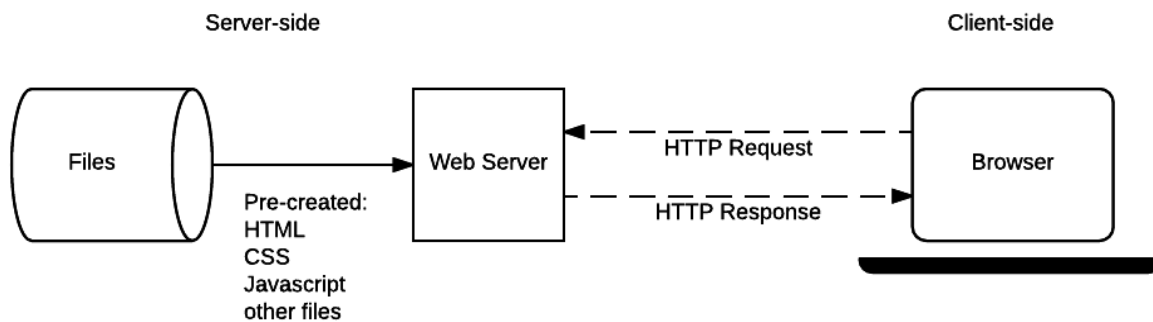 Server-side
Client-side
Files
Web Server
Browser
HTTP Request
HTTP Response
Pre-created:
HTML
CSS
Javascript
other files